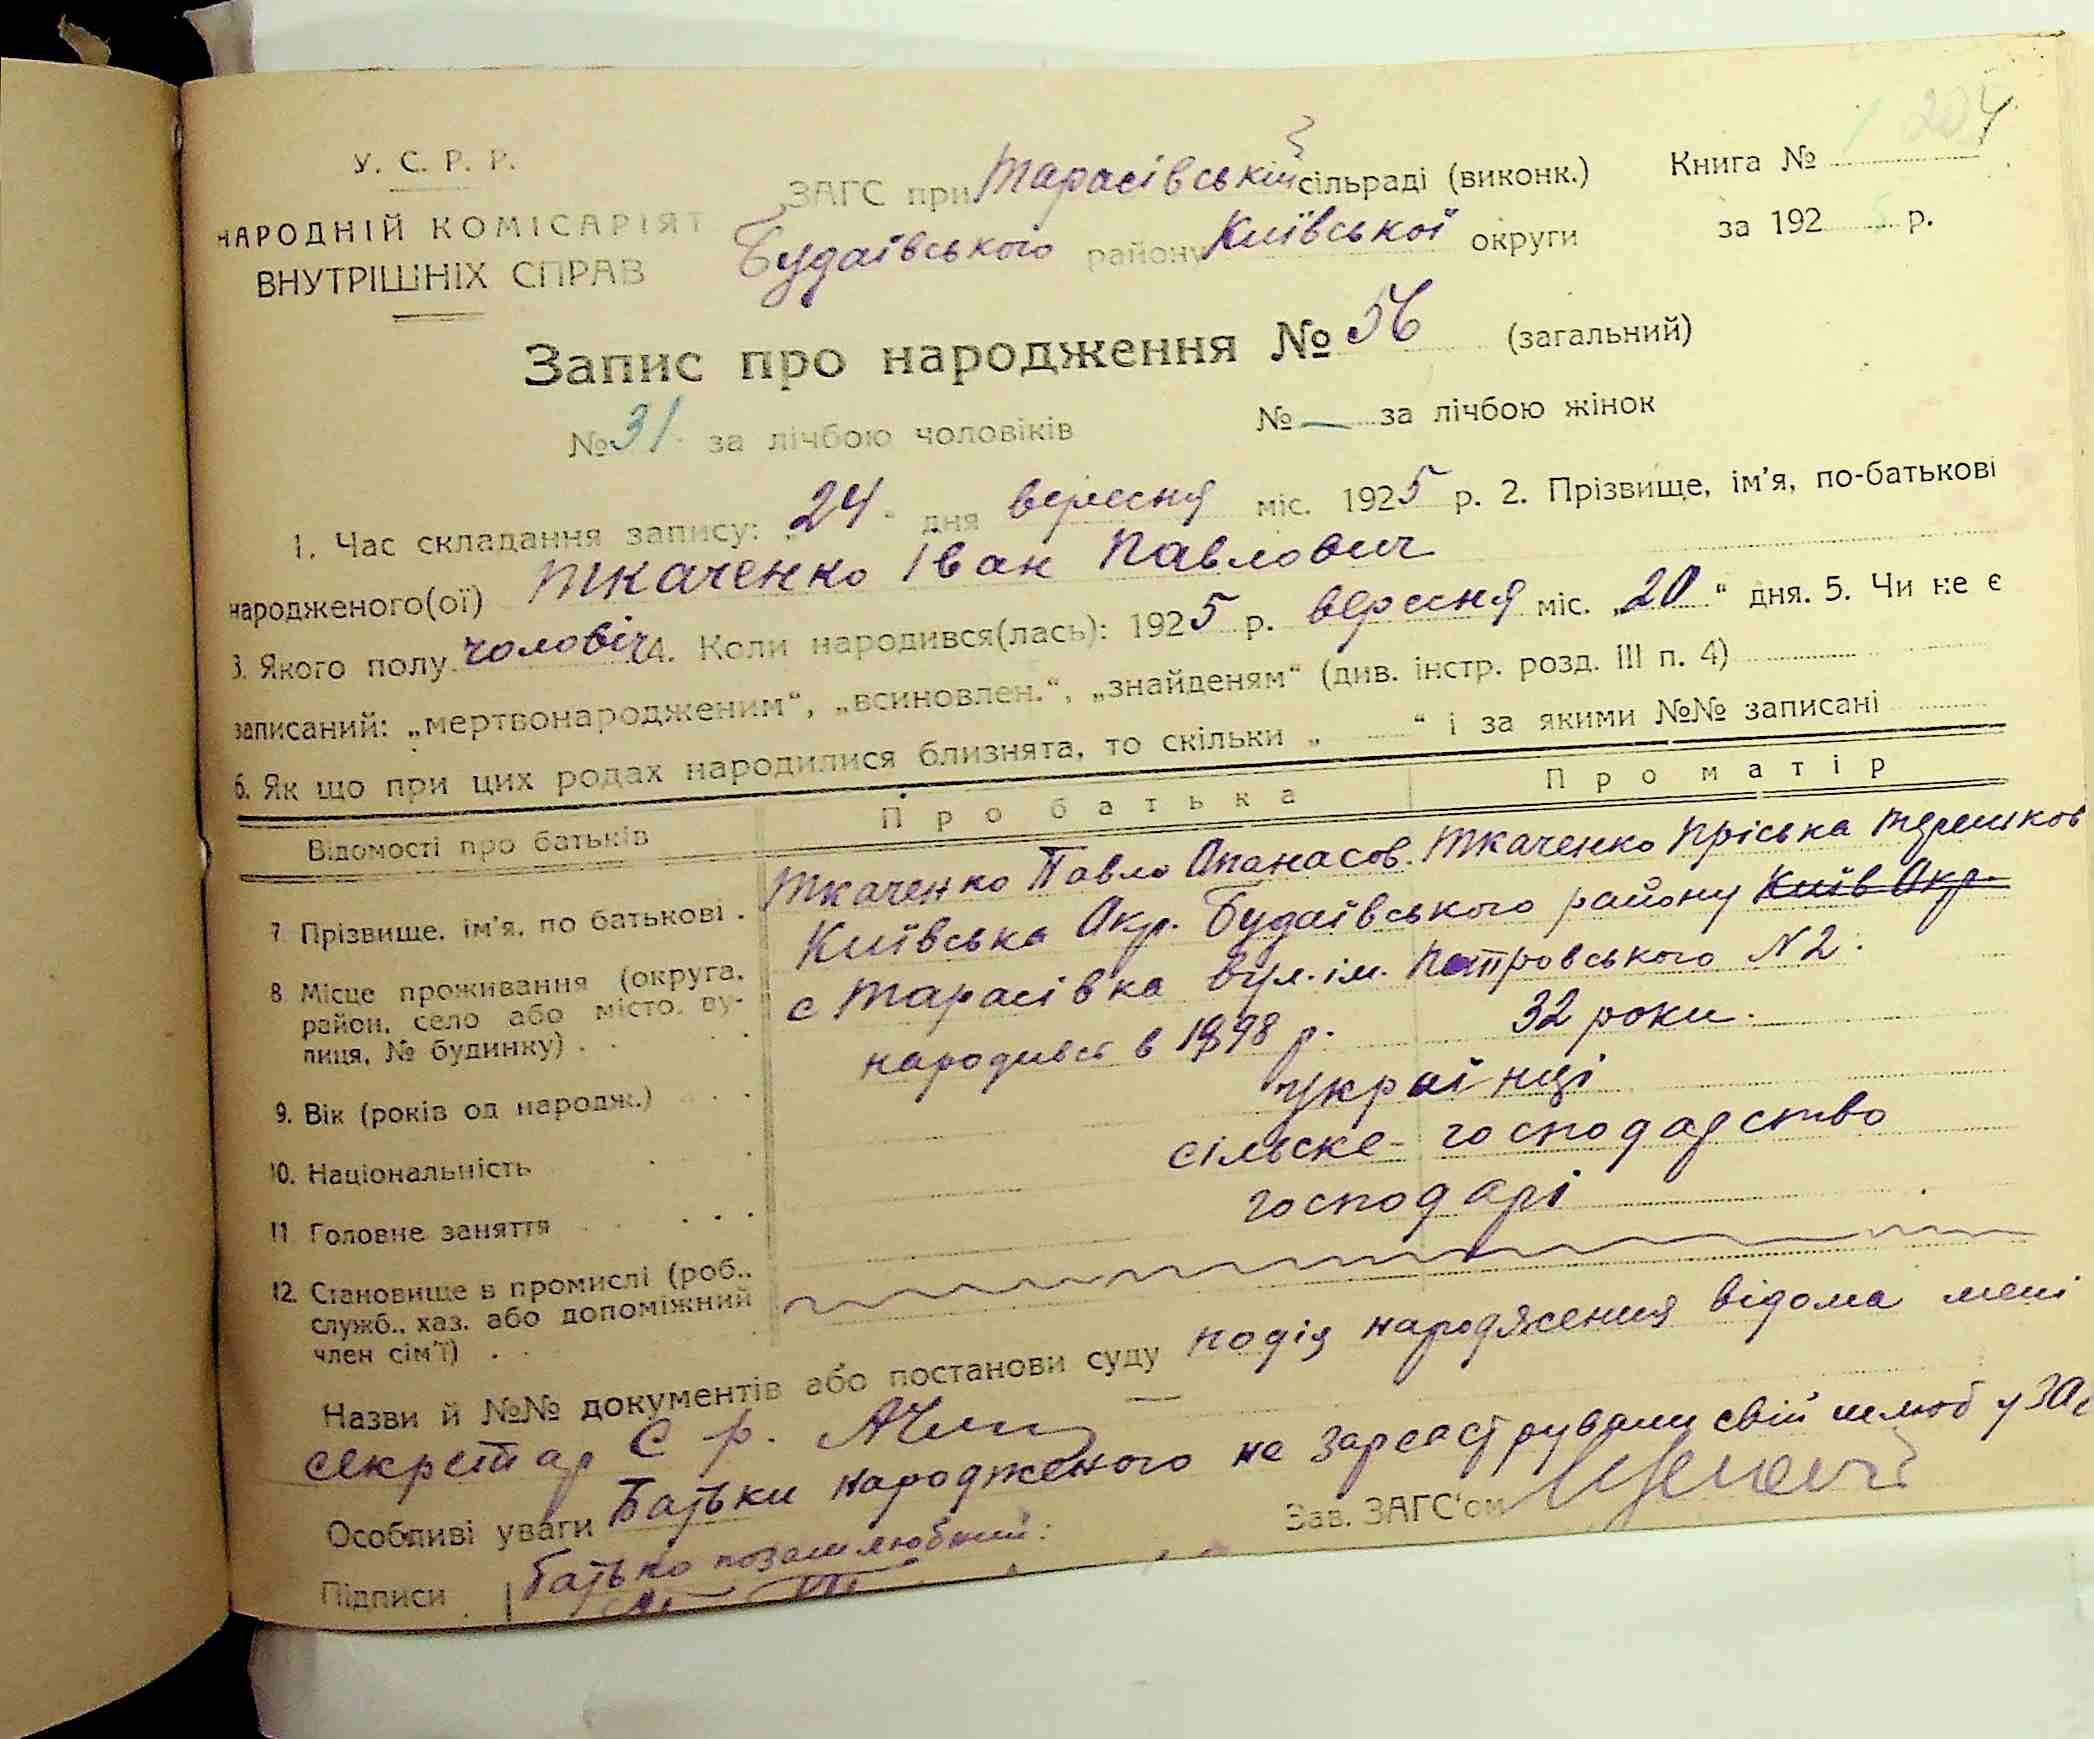 204
У. С. Р. Р.
НАРОДНІЙ КОМІСАРІЯТ
ВНУТРІШНІХ СПРАВ
ЗАГС при Тарасівській сільраді (виконк.)
Будаївського району Київської округи
Книга №
за 1925 р.
Запис про народження № 56 (загальний)
№ 31 за лічбою чоловіків № — за лічбою жінок
1. Час складання запису: „24" дня вересня міс. 1925 р. 2. Прізвище, ім'я, по-батькові
народженого(ої) Ткаченко Іван Павлович
3. Якого полу чоловіч. 4. Коли народився(лась): 1925 р. вересня міс. „20" дня. 5. Чи не є
записаний: „мертвонародженим", „всиновлен.", „знайденям" (див. інстр. розд. III п. 4)
6. Як що при цих родах народилися близнята, то скільки „ " і за якими №№ записані
Відомості про батьків Про батька Про матір
7. Прізвище, ім'я, по батькові . Ткаченко Павло Опанасов. Ткаченко Пріська Терешков
8. Місце проживання (округа, район, село або місто, ву-
лиця, № будинку) . .
Київська Окр. Будаївського району Київ Окр.
с Тарасівка вул. ім. Петровського N 2.
9. Вік (років од народж.) народився в 1898 р. 32 роки.
10. Національність українці
11. Головне заняття сільске-господарство
12. Становище в промислі (роб.,
служб., хаз. або допоміжний
член сім'ї) . .
господарі
Назви й №№ документів або постанови суду — подія народження відома мені
секретар С р.
Особливі уваги Батьки народженого не зареєстрували свій шлюб у ЗАГ
батько позашлюбний:
Зав. ЗАГС'ом
Підписи